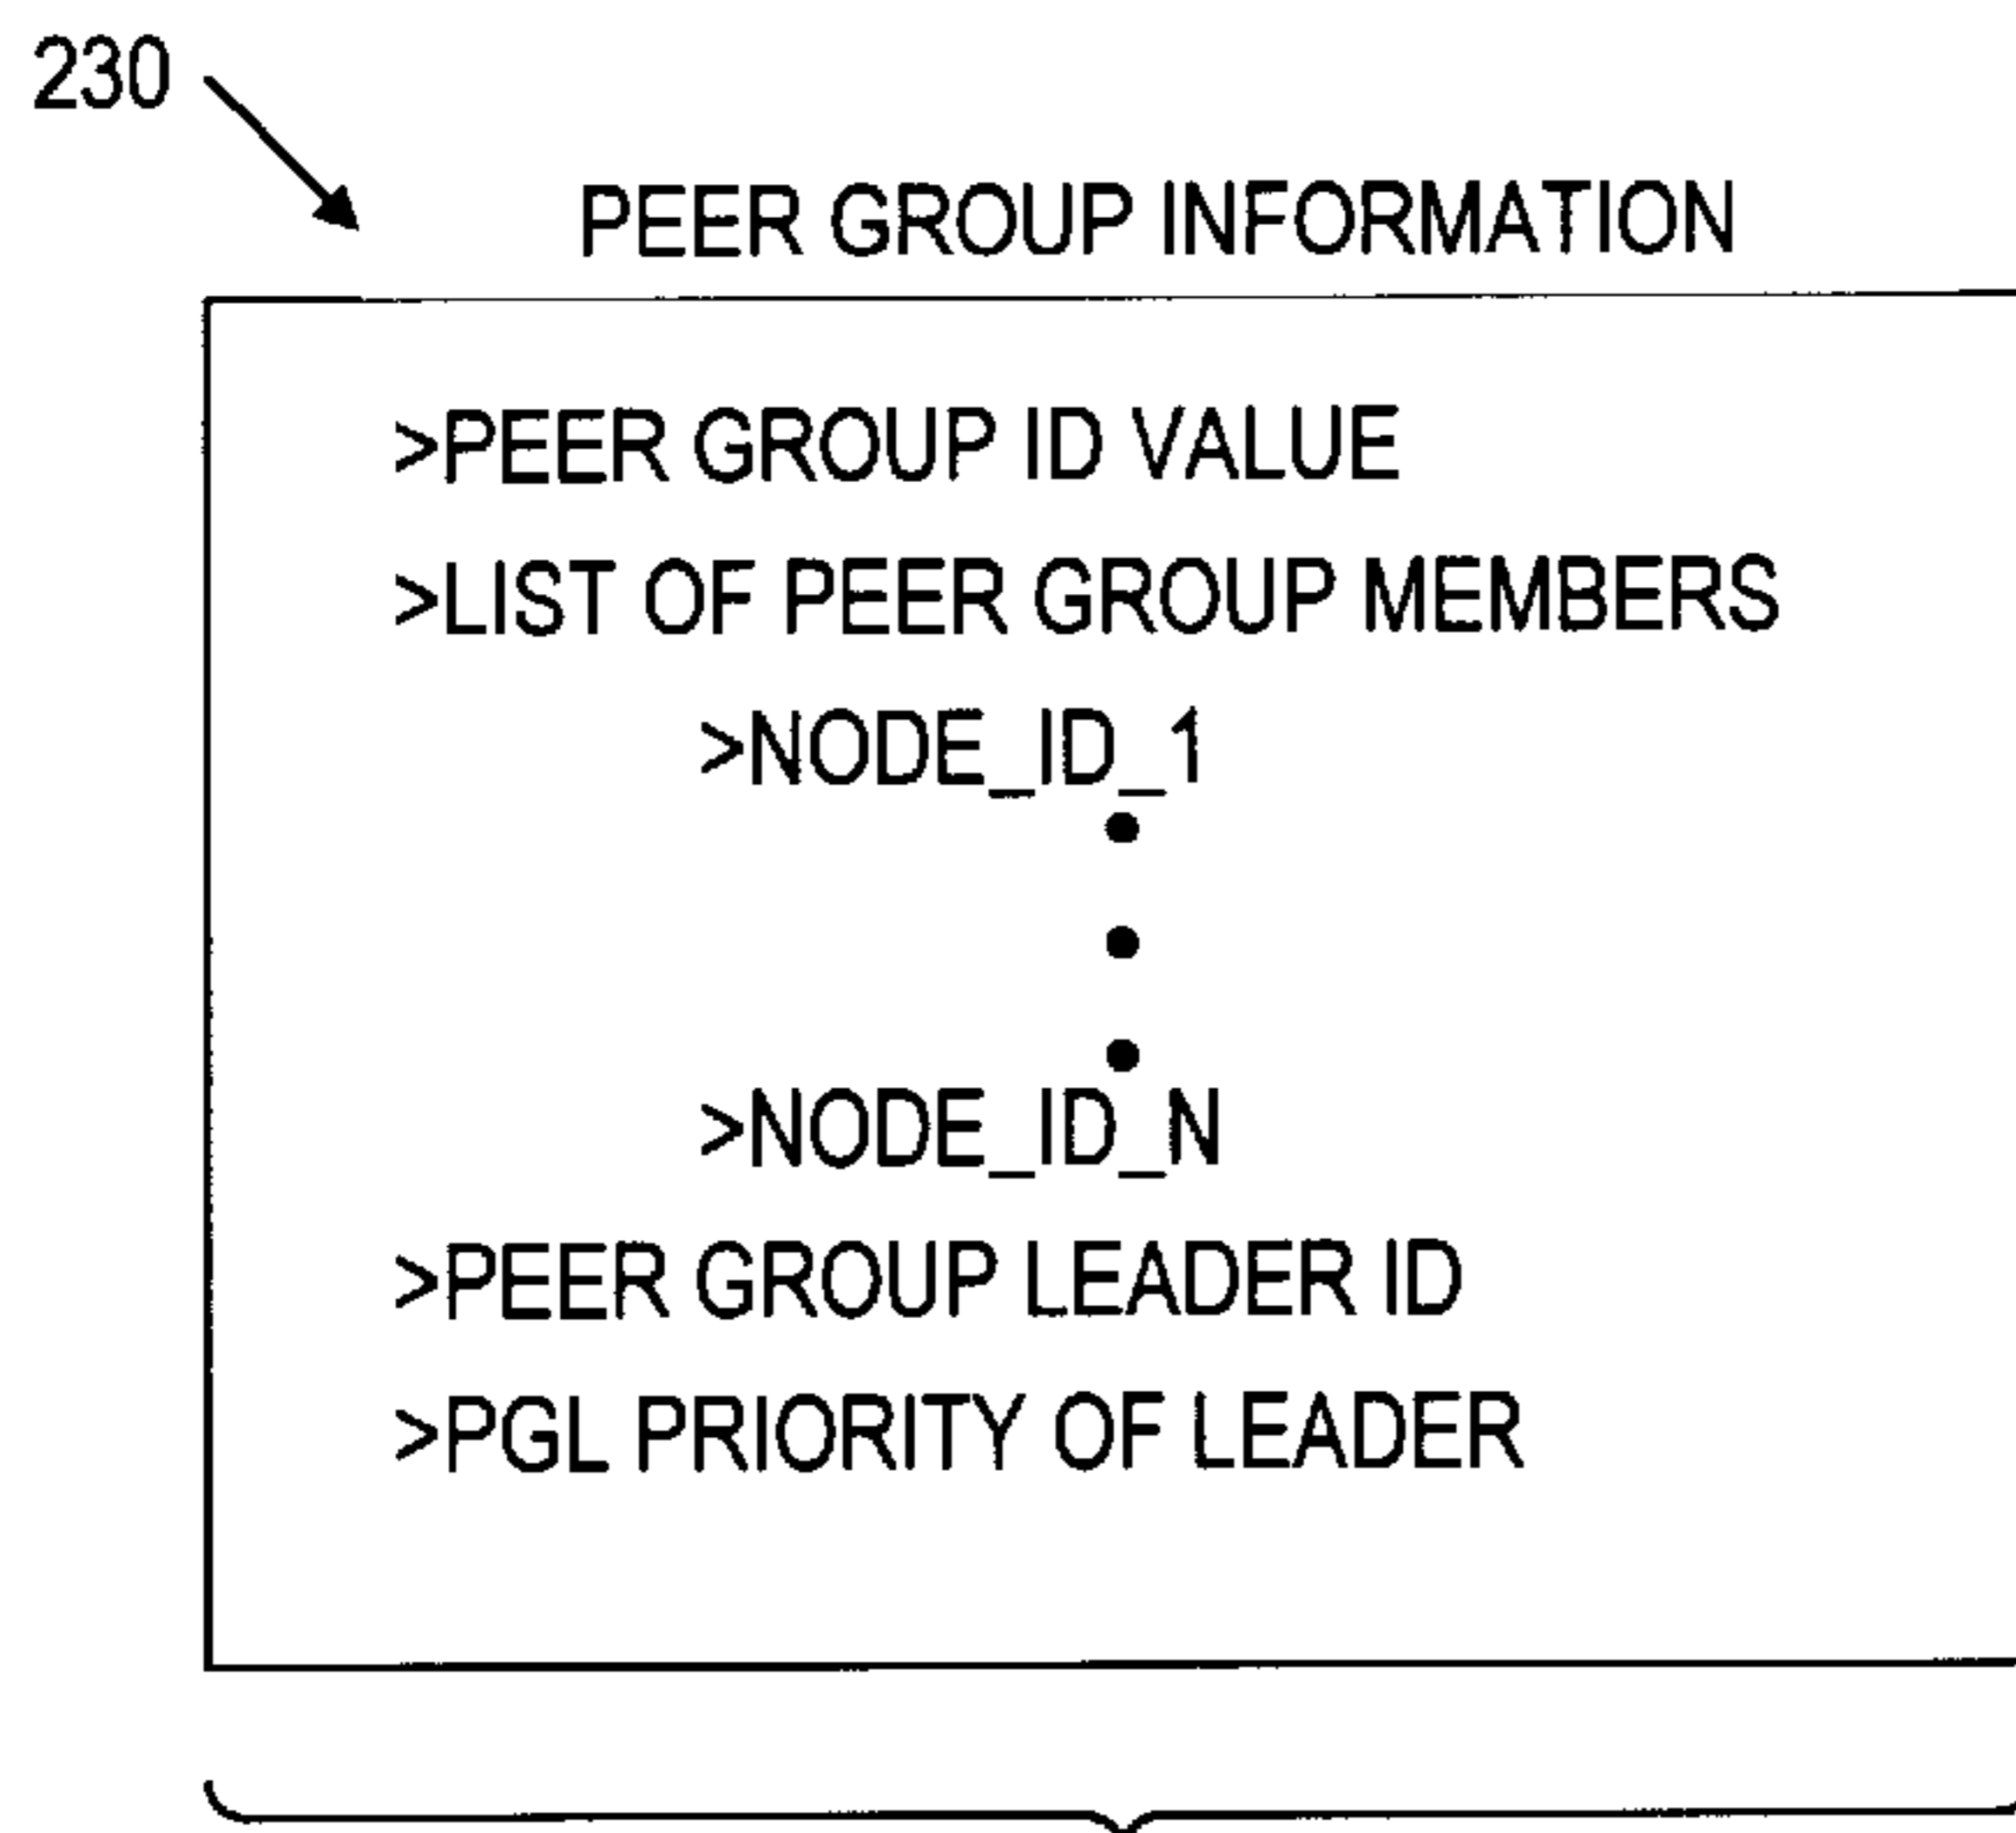 230
PEER GROUP INFORMATION
>PEER GROUP ID VALUE
>LIST OF PEER GROUP MEMBERS
>NODE_ID_1
>NODE_ID_N
>PEER GROUP LEADER ID
>PGL PRIORITY OF LEADER